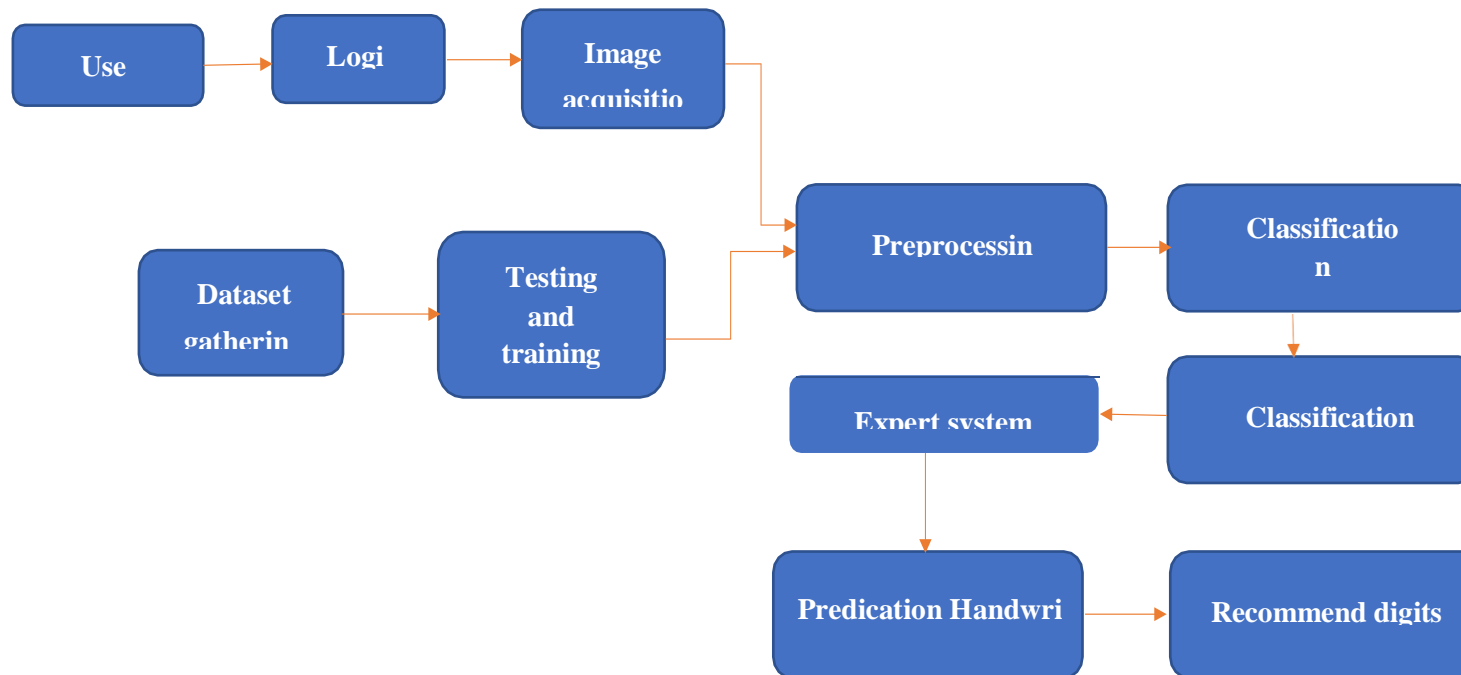 Use
Logi
Image
acquisitio
Preprocessin
Classificatio
n
Dataset
gatherin
Testing
and
training
Expert system
Classification
Predication Handwri
Recommend digits